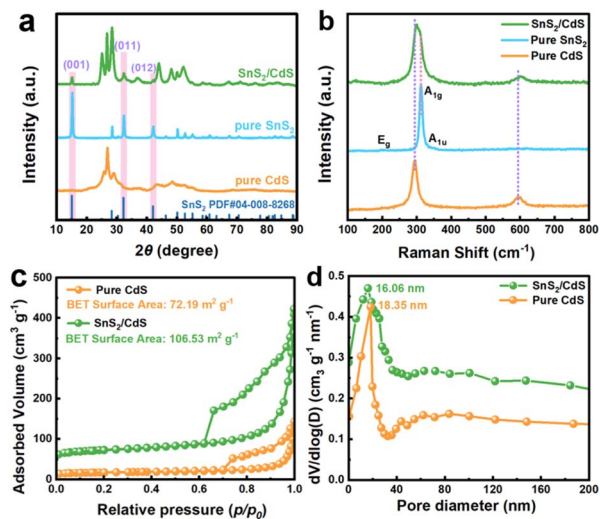 a
Intensity (a.u.)
(001)
(011)
(012)
SnS₂/CdS
pure SnS₂
pure CdS
SnS₂ PDF#04-008-8268
10 20 30 40 50 60 70 80 90
2θ (degree)
b
Intensity (a.u.)
SnS₂/CdS
Pure SnS₂
Pure CdS
A₁g
Eg
A₁u
100 200 300 400 500 600 700 800
Raman Shift (cm⁻¹)
c
Adsorbed Volume (cm³ g⁻¹)
500
400
300
200
100
0
Pure CdS
BET Surface Area: 72.19 m² g⁻¹
SnS₂/CdS
BET Surface Area: 106.53 m² g⁻¹
0.0 0.2 0.4 0.6 0.8 1.0
Relative pressure (p/p₀)
d
dV/dlog(D) (cm₃ g⁻¹ nm⁻¹)
0.5
0.4
0.3
0.2
0.1
0.0
16.06 nm
18.35 nm
SnS₂/CdS
Pure CdS
0 40 80 120 160 200
Pore diameter (nm)